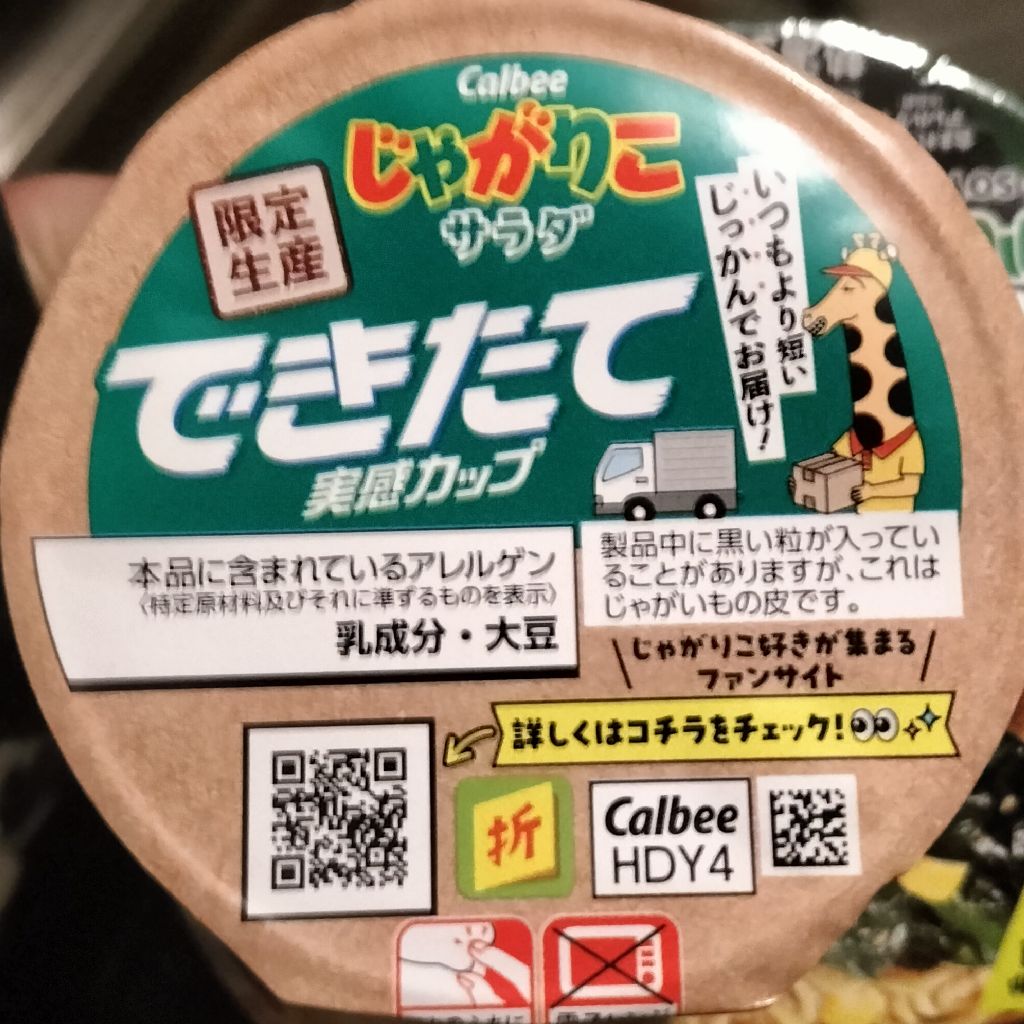 Calbee
じゃがりこ
サラダ
限定
生産
できたて
実感カップ
いつもより短い
じっかんでお届け!
本品に含まれているアレルゲン
〈特定原材料及びそれに準ずるものを表示〉
乳成分・大豆
製品中に黒い粒が入ってい
ることがありますが、これは
じゃがいもの皮です。
じゃがりこ好きが集まる
ファンサイト
詳しくはコチラをチェック!
折
Calbee
HDY4